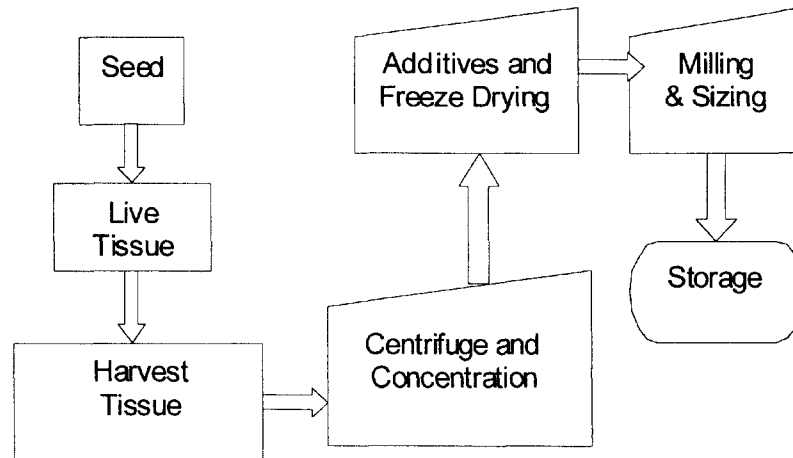 Seed
Live
Tissue
Harvest
Tissue
Centrifuge and
Concentration
Additives and
Freeze Drying
Milling
& Sizing
Storage